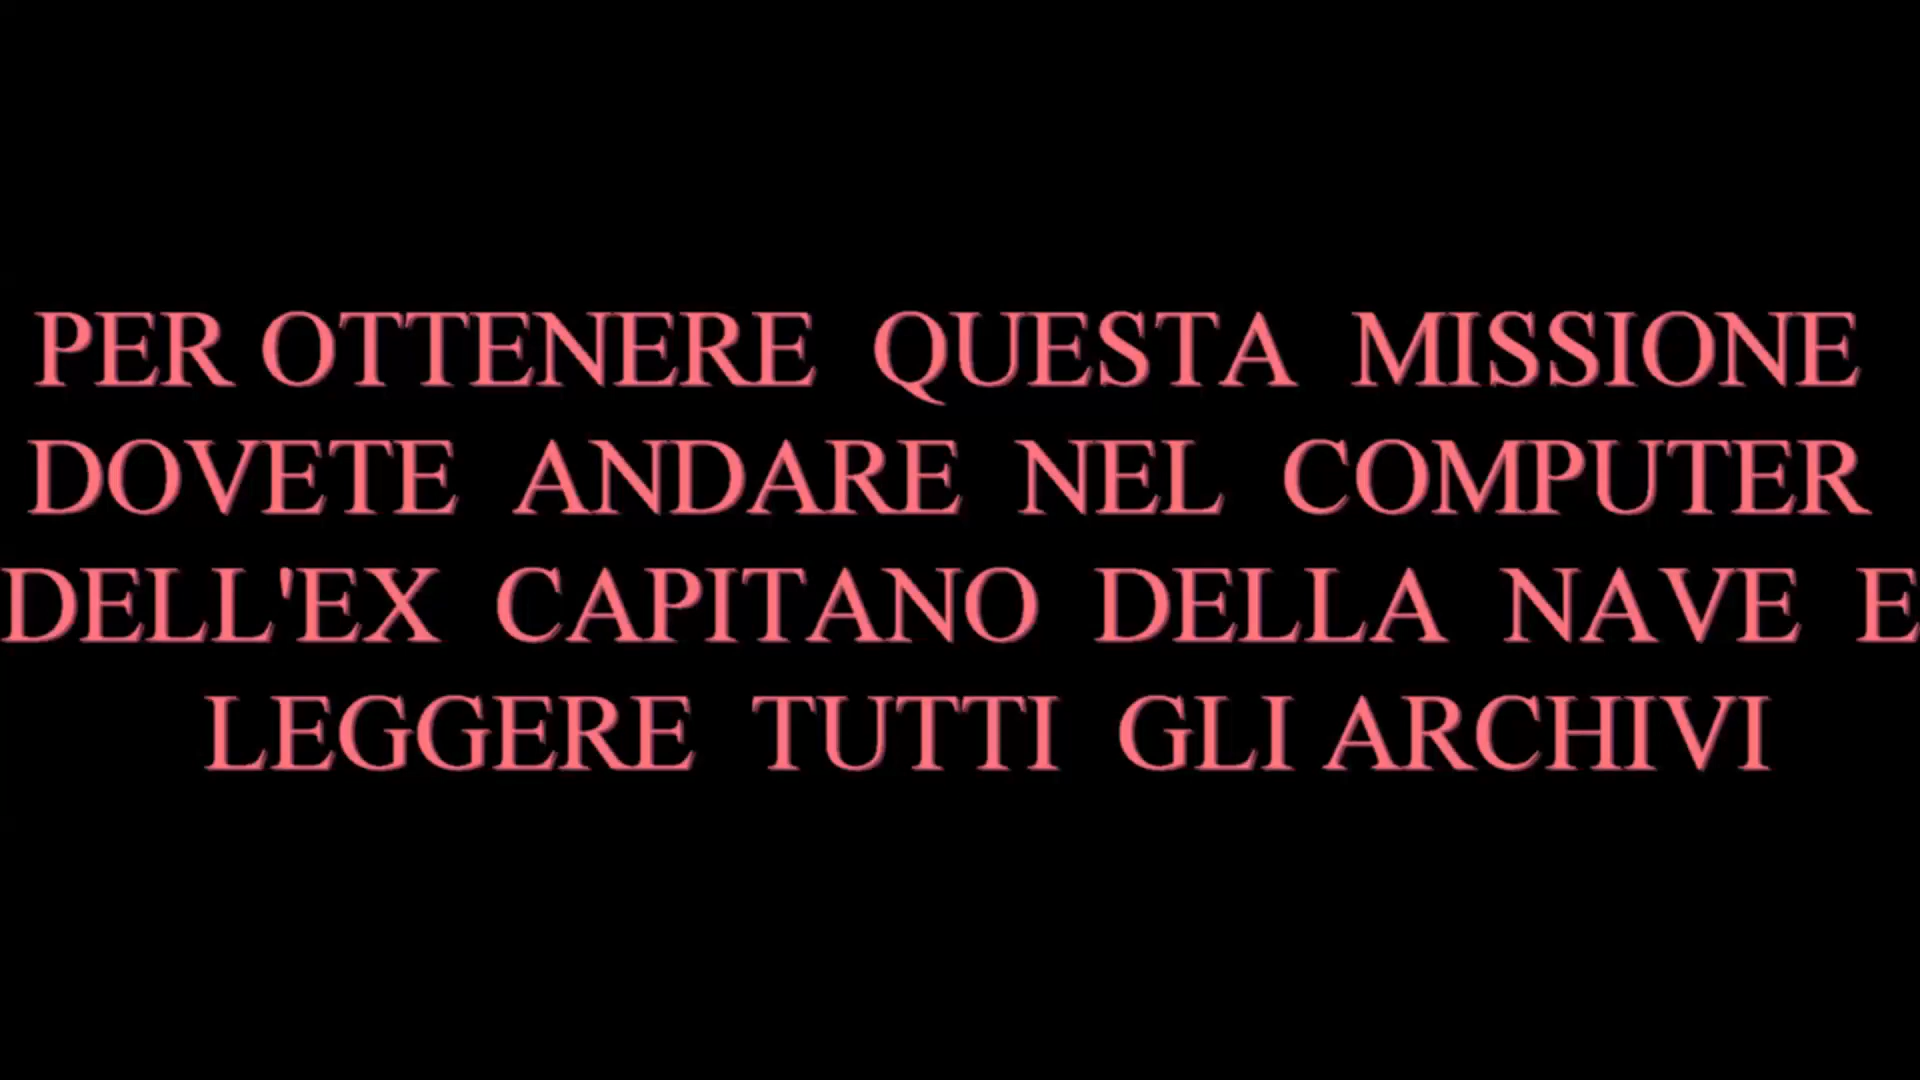 PER OTTENERE QUESTA MISSIONE
DOVETE ANDARE NEL COMPUTER
DELL'EX CAPITANO DELLA NAVE E
LEGGERE TUTTI GLI ARCHIVI